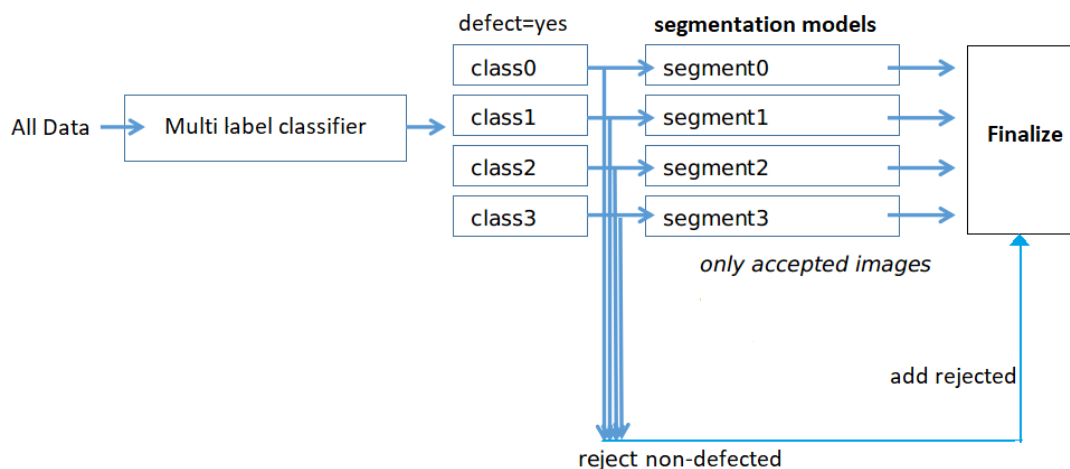 defect=yes
segmentation models
class0
segment0
class1
segment1
All Data
Multi label classifier
Finalize
class2
segment2
class3
segment3
only accepted images
add rejected
reject non-defected